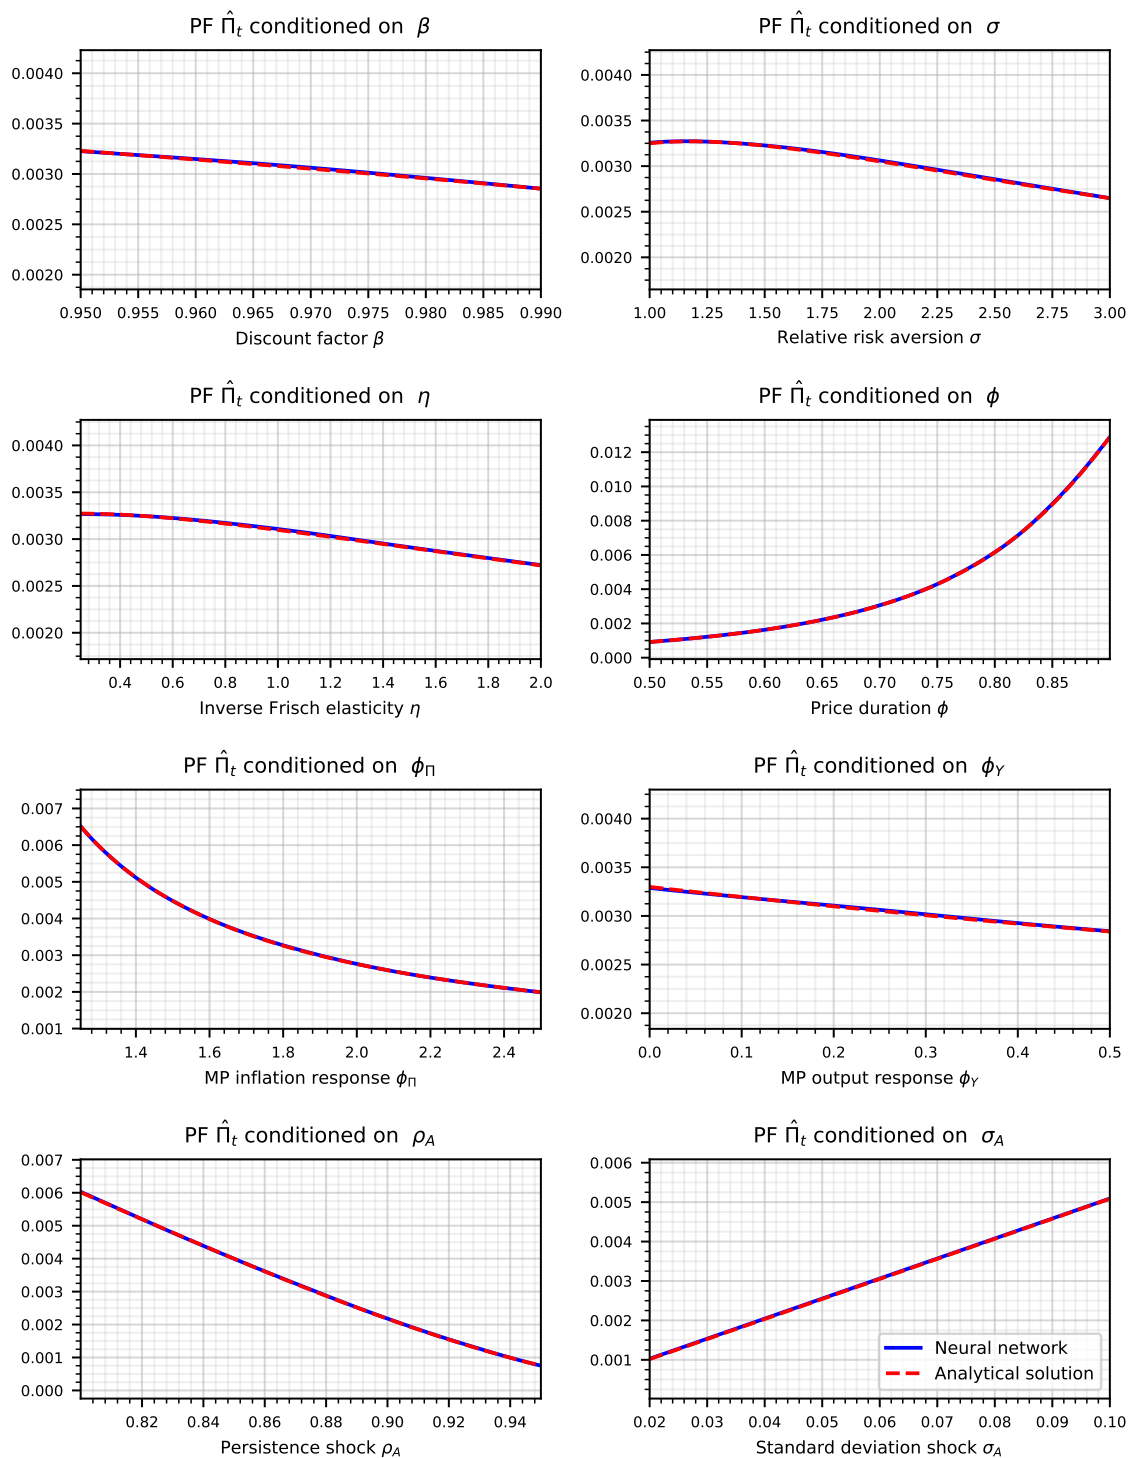 PF Π̂t conditioned on β
0.0040
0.0035
0.0030
0.0025
0.0020
0.950 0.955 0.960 0.965 0.970 0.975 0.980 0.985 0.990
Discount factor β
PF Π̂t conditioned on σ
0.0040
0.0035
0.0030
0.0025
0.0020
1.00 1.25 1.50 1.75 2.00 2.25 2.50 2.75 3.00
Relative risk aversion σ
PF Π̂t conditioned on η
0.0040
0.0035
0.0030
0.0025
0.0020
0.4 0.6 0.8 1.0 1.2 1.4 1.6 1.8 2.0
Inverse Frisch elasticity η
PF Π̂t conditioned on ϕ
0.012
0.010
0.008
0.006
0.004
0.002
0.000
0.50 0.55 0.60 0.65 0.70 0.75 0.80 0.85
Price duration ϕ
PF Π̂t conditioned on ϕΠ
0.007
0.006
0.005
0.004
0.003
0.002
0.001
1.4 1.6 1.8 2.0 2.2 2.4
MP inflation response ϕΠ
PF Π̂t conditioned on ϕY
0.0040
0.0035
0.0030
0.0025
0.0020
0.0 0.1 0.2 0.3 0.4 0.5
MP output response ϕY
PF Π̂t conditioned on ρA
0.007
0.006
0.005
0.004
0.003
0.002
0.001
0.000
0.82 0.84 0.86 0.88 0.90 0.92 0.94
Persistence shock ρA
PF Π̂t conditioned on σA
0.006
0.005
0.004
0.003
0.002
0.001
Neural network
Analytical solution
0.02 0.03 0.04 0.05 0.06 0.07 0.08 0.09 0.10
Standard deviation shock σA